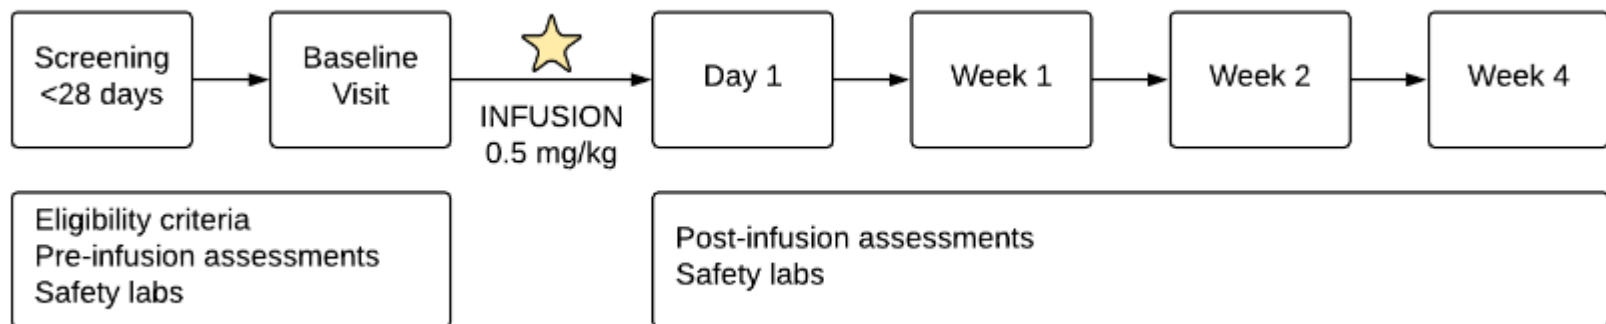 Screening
<28 days
Baseline
Visit
INFUSION
0.5 mg/kg
Day 1
Week 1
Week 2
Week 4
Eligibility criteria
Pre-infusion assessments
Safety labs
Post-infusion assessments
Safety labs